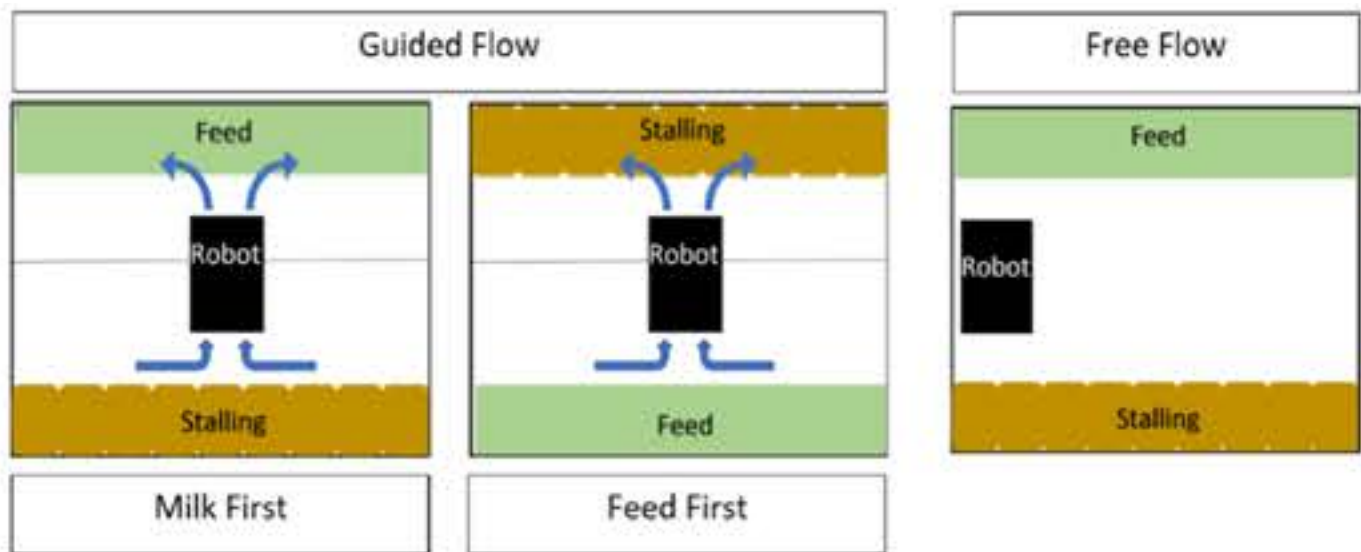 Guided Flow
Free Flow
Feed
Stalling
Feed
Robot
Robot
Robot
Stalling
Feed
Stalling
Milk First
Feed First